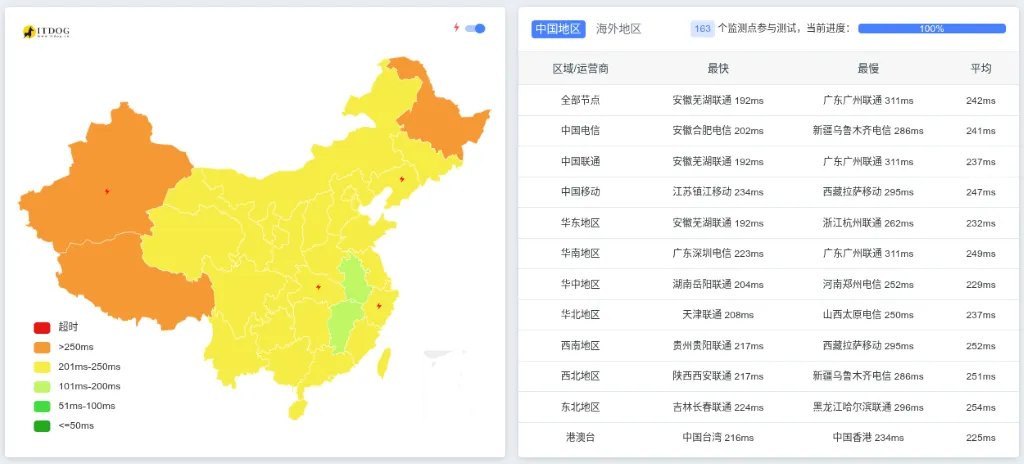 ITDOG
www.itdog.cn
超时
>250ms
201ms-250ms
101ms-200ms
51ms-100ms
<=50ms
中国地区 海外地区 163 个监测点参与测试，当前进度： 100%
区域/运营商 最快 最慢 平均
全部节点 安徽芜湖联通 192ms 广东广州联通 311ms 242ms
中国电信 安徽合肥电信 202ms 新疆乌鲁木齐电信 286ms 241ms
中国联通 安徽芜湖联通 192ms 广东广州联通 311ms 237ms
中国移动 江苏镇江移动 234ms 西藏拉萨移动 295ms 247ms
华东地区 安徽芜湖联通 192ms 浙江杭州联通 262ms 232ms
华南地区 广东深圳电信 223ms 广东广州联通 311ms 249ms
华中地区 湖南岳阳联通 204ms 河南郑州电信 252ms 229ms
华北地区 天津联通 208ms 山西太原电信 250ms 237ms
西南地区 贵州贵阳联通 217ms 西藏拉萨移动 295ms 252ms
西北地区 陕西西安联通 217ms 新疆乌鲁木齐电信 286ms 251ms
东北地区 吉林长春联通 224ms 黑龙江哈尔滨联通 296ms 254ms
港澳台 中国台湾 216ms 中国香港 234ms 225ms